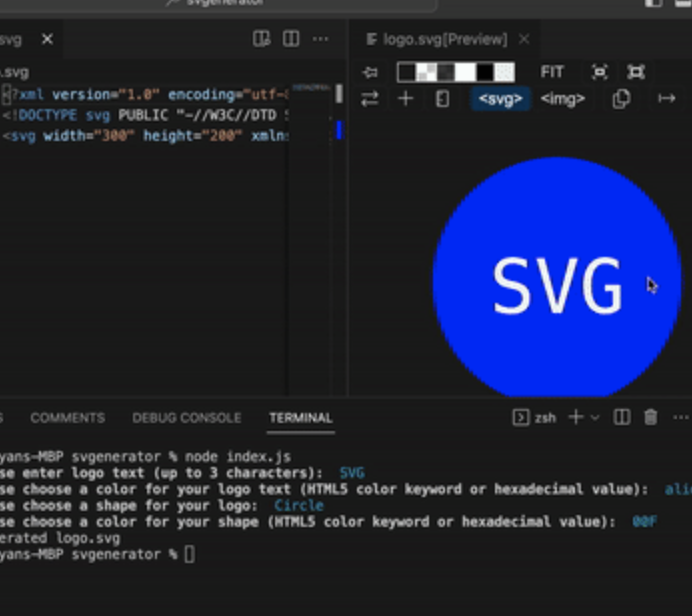 svgenerator
svg
logo.svg[Preview]
.svg
FIT
<svg> <img>
?xml version="1.0" encoding="utf-
<!DOCTYPE svg PUBLIC "-//W3C//DTD
<svg width="300" height="200" xmlns
SVG
COMMENTS DEBUG CONSOLE TERMINAL
zsh
yans-MBP svgenerator % node index.js
se enter logo text (up to 3 characters): SVG
se choose a color for your logo text (HTML5 color keyword or hexadecimal value): alic
se choose a shape for your logo: Circle
se choose a color for your shape (HTML5 color keyword or hexadecimal value): 00F
erated logo.svg
yans-MBP svgenerator %